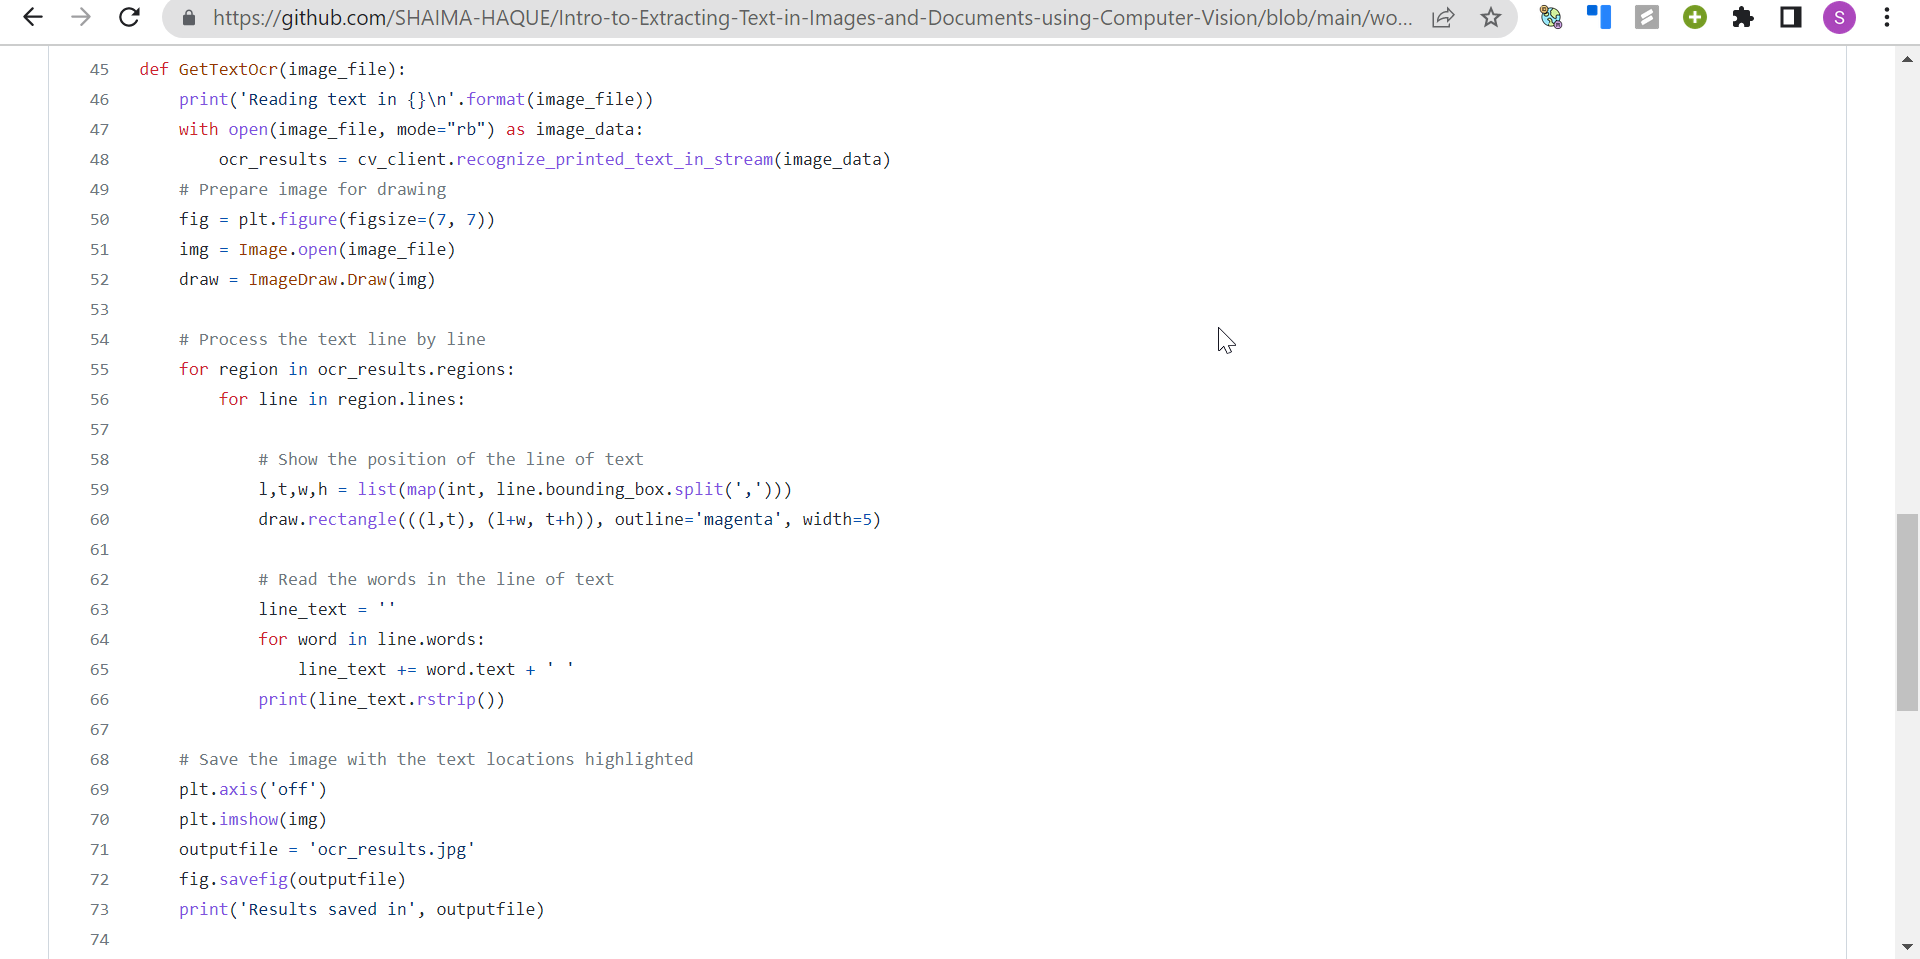 https://github.com/SHAIMA-HAQUE/Intro-to-Extracting-Text-in-Images-and-Documents-using-Computer-Vision/blob/main/wo...
S
45 def GetTextOcr(image_file):
46     print('Reading text in {}\n'.format(image_file))
47     with open(image_file, mode="rb") as image_data:
48         ocr_results = cv_client.recognize_printed_text_in_stream(image_data)
49     # Prepare image for drawing
50     fig = plt.figure(figsize=(7, 7))
51     img = Image.open(image_file)
52     draw = ImageDraw.Draw(img)
53
54     # Process the text line by line
55     for region in ocr_results.regions:
56         for line in region.lines:
57
58             # Show the position of the line of text
59             l,t,w,h = list(map(int, line.bounding_box.split(',')))
60             draw.rectangle(((l,t), (l+w, t+h)), outline='magenta', width=5)
61
62             # Read the words in the line of text
63             line_text = ''
64             for word in line.words:
65                 line_text += word.text + ' '
66             print(line_text.rstrip())
67
68     # Save the image with the text locations highlighted
69     plt.axis('off')
70     plt.imshow(img)
71     outputfile = 'ocr_results.jpg'
72     fig.savefig(outputfile)
73     print('Results saved in', outputfile)
74